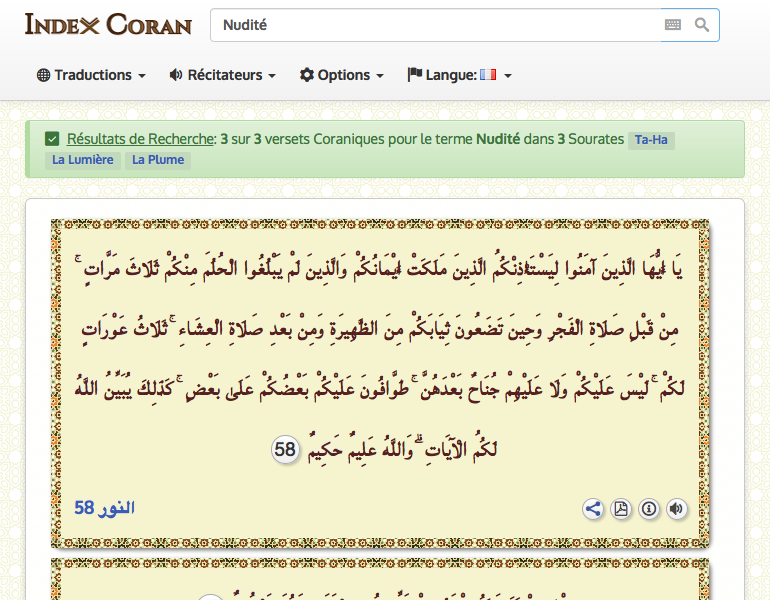 INDEX CORAN
Nudité
Traductions Récitateurs Options Langue:
Résultats de Recherche: 3 sur 3 versets Coraniques pour le terme Nudité dans 3 Sourates Ta-Ha
La Lumière La Plume
يَا أَيُّهَا الَّذِينَ آمَنُوا لِيَسْتَأْذِنْكُمُ الَّذِينَ مَلَكَتْ أَيْمَانُكُمْ وَالَّذِينَ لَمْ يَبْلُغُوا الْحُلُمَ مِنْكُمْ ثَلَاثَ مَرَّاتٍ ۚ
مِنْ قَبْلِ صَلَاةِ الْفَجْرِ وَحِينَ تَضَعُونَ ثِيَابَكُمْ مِنَ الظَّهِيرَةِ وَمِنْ بَعْدِ صَلَاةِ الْعِشَاءِ ۚ ثَلَاثُ عَوْرَاتٍ
لَكُمْ ۚ لَيْسَ عَلَيْكُمْ وَلَا عَلَيْهِمْ جُنَاحٌ بَعْدَهُنَّ ۚ طَوَّافُونَ عَلَيْكُمْ بَعْضُكُمْ عَلَىٰ بَعْضٍ ۚ كَذَٰلِكَ يُبَيِّنُ اللَّهُ
لَكُمُ الْآيَاتِ ۗ وَاللَّهُ عَلِيمٌ حَكِيمٌ 58
النور 58